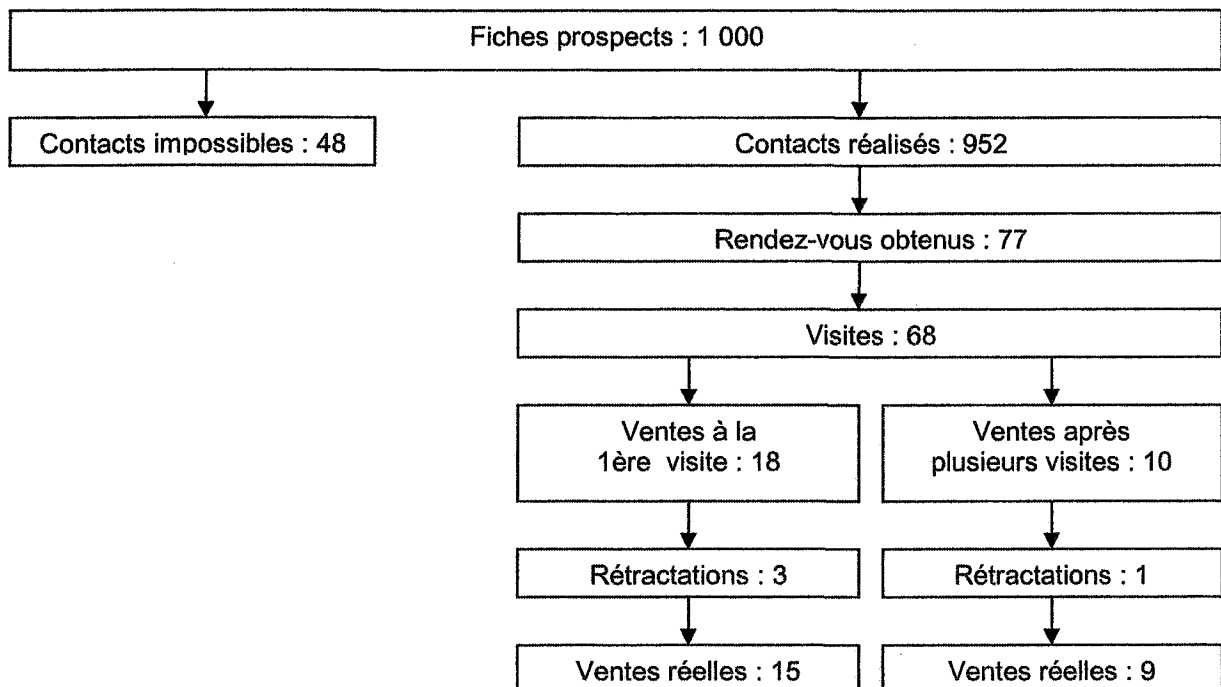 Fiches prospects : 1 000
Contacts impossibles : 48
Contacts réalisés : 952
Rendez-vous obtenus : 77
Visites : 68
Ventes à la
1ère visite : 18
Ventes après
plusieurs visites : 10
Rétractations : 3
Rétractations : 1
Ventes réelles : 15
Ventes réelles : 9